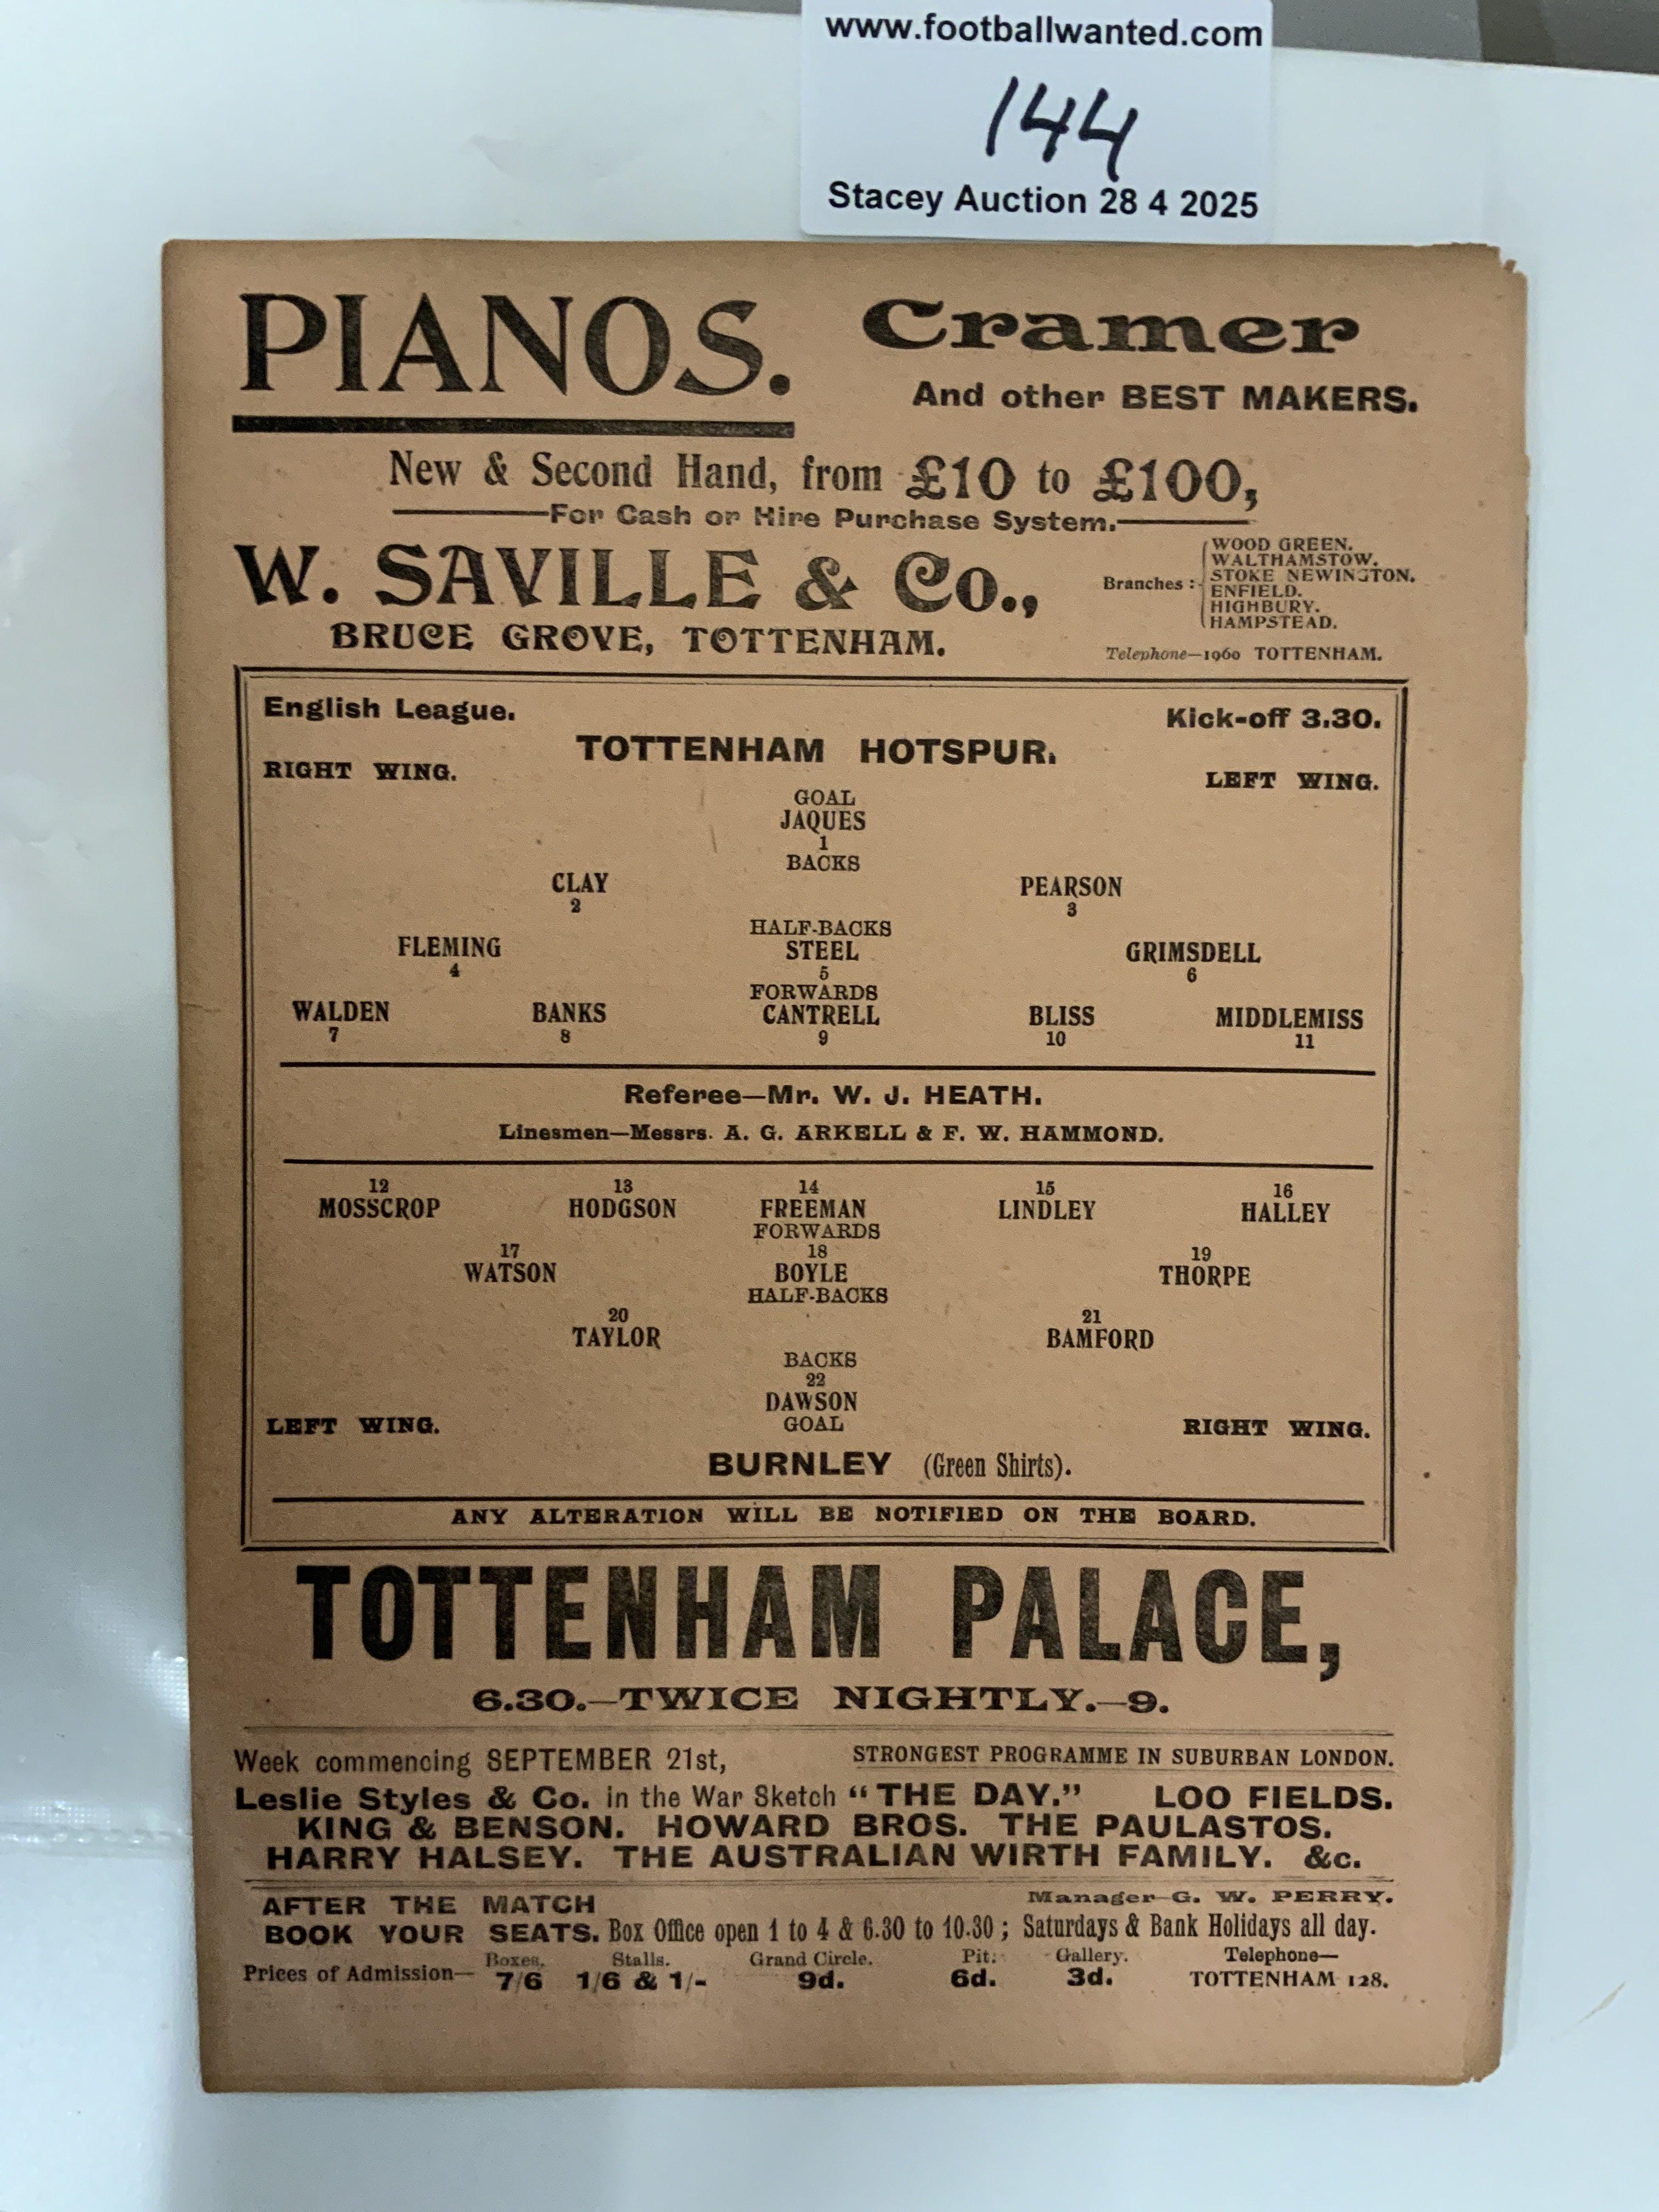 www.footballwanted.com
144
Stacey Auction 28 4 2025
PIANOS. Cramer
And other BEST MAKERS.
New & Second Hand, from £10 to £100,
For Cash or Hire Purchase System.
W. SAVILLE & Co.,
BRUCE GROVE, TOTTENHAM.
Branches:
WOOD GREEN.
WALTHAMSTOW.
STOKE NEWINGTON.
ENFIELD.
HIGHBURY.
HAMPSTEAD.
Telephone—1960 TOTTENHAM.
English League. Kick-off 3.30.
TOTTENHAM HOTSPUR.
RIGHT WING. LEFT WING.
GOAL
JAQUES
1
BACKS
CLAY PEARSON
2 3
HALF-BACKS
FLEMING STEEL GRIMSDELL
4 5 6
FORWARDS
WALDEN BANKS CANTRELL BLISS MIDDLEMISS
7 8 9 10 11
Referee—Mr. W. J. HEATH.
Linesmen—Messrs. A. G. ARKELL & F. W. HAMMOND.
12 13 14 15 16
MOSSCROP HODGSON FREEMAN LINDLEY HALLEY
FORWARDS
17 18 19
WATSON BOYLE THORPE
HALF-BACKS
20 21
TAYLOR BAMFORD
BACKS
22
DAWSON
GOAL
LEFT WING. RIGHT WING.
BURNLEY (Green Shirts).
ANY ALTERATION WILL BE NOTIFIED ON THE BOARD.
TOTTENHAM PALACE,
6.30.—TWICE NIGHTLY.—9.
Week commencing SEPTEMBER 21st, STRONGEST PROGRAMME IN SUBURBAN LONDON.
Leslie Styles & Co. in the War Sketch "THE DAY." LOO FIELDS.
KING & BENSON. HOWARD BROS. THE PAULASTOS.
HARRY HALSEY. THE AUSTRALIAN WIRTH FAMILY. &c.
AFTER THE MATCH Manager—G. W. PERRY.
BOOK YOUR SEATS. Box Office open 1 to 4 & 6.30 to 10.30; Saturdays & Bank Holidays all day.
Boxes. Stalls. Grand Circle. Pit. Gallery. Telephone—
Prices of Admission— 7/6 1/6 & 1/- 9d. 6d. 3d. TOTTENHAM 128.